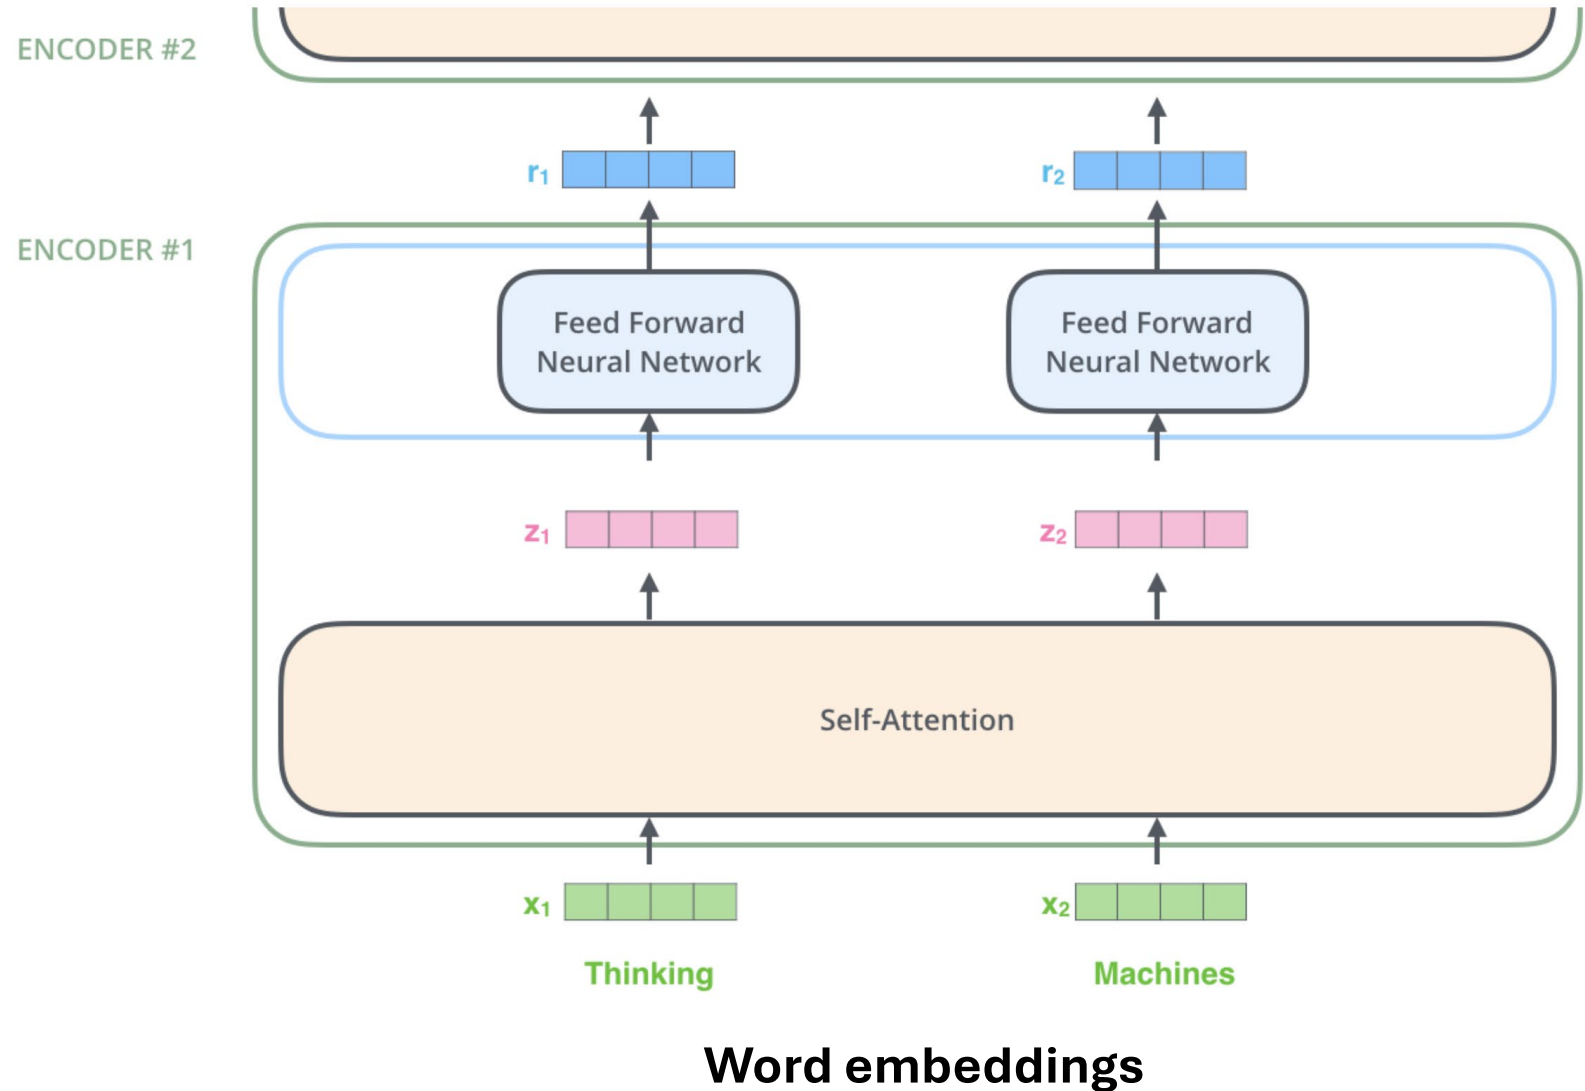 ENCODER #2
r₁
r₂
ENCODER #1
Feed Forward
Neural Network
Feed Forward
Neural Network
z₁
z₂
Self-Attention
x₁
x₂
Thinking
Machines
Word embeddings